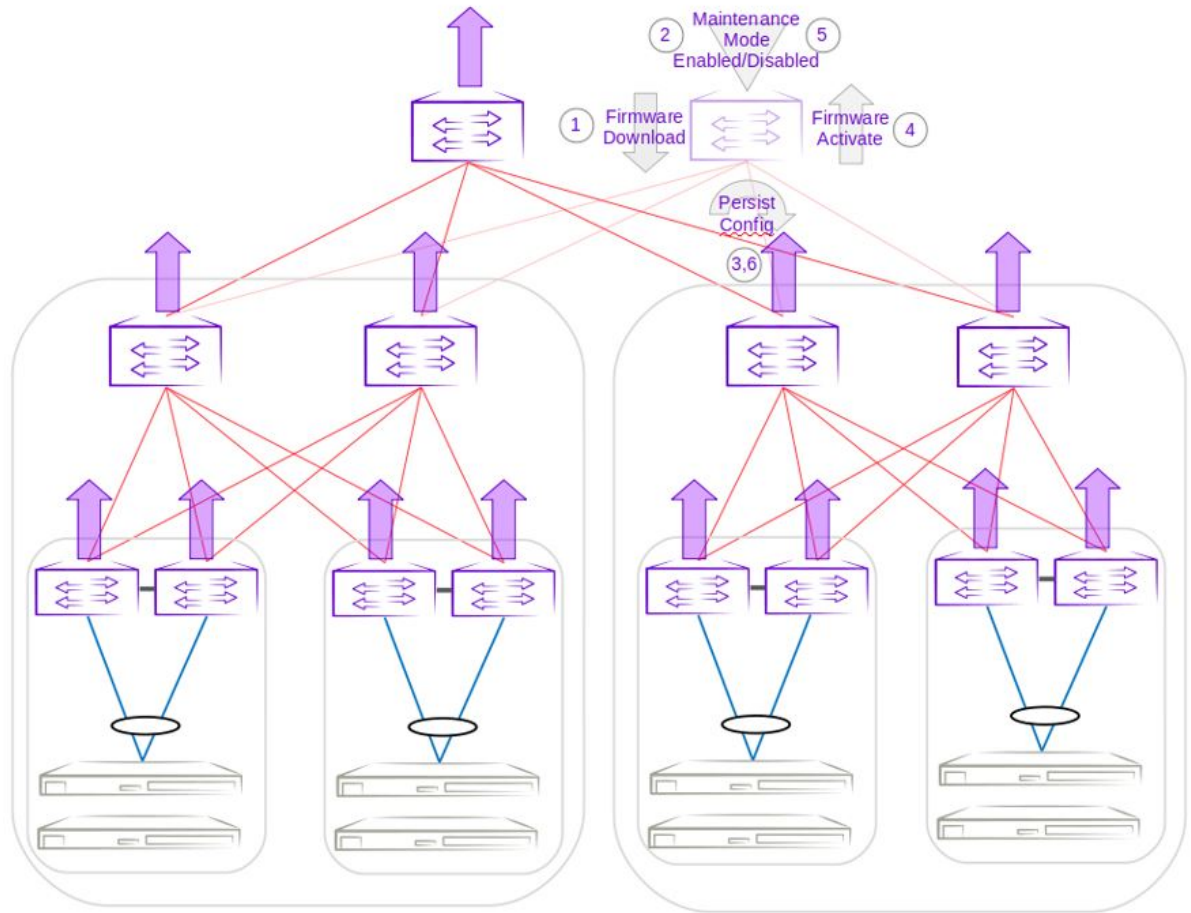 2
Maintenance
Mode
Enabled/Disabled
5
1
Firmware
Download
Firmware
Activate
4
Persist
Config
3,6